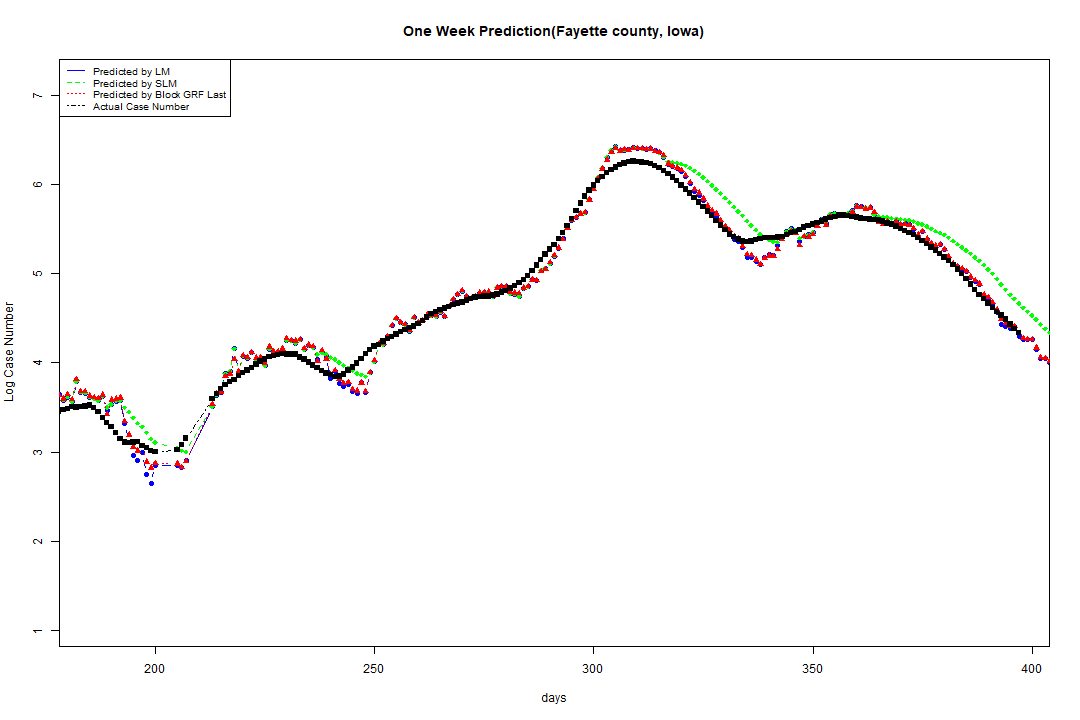 One Week Prediction(Fayette county, Iowa)
Predicted by LM
Predicted by SLM
Predicted by Block GRF Last
Actual Case Number
7
6
5
4
3
2
1
Log Case Number
200 250 300 350 400
days